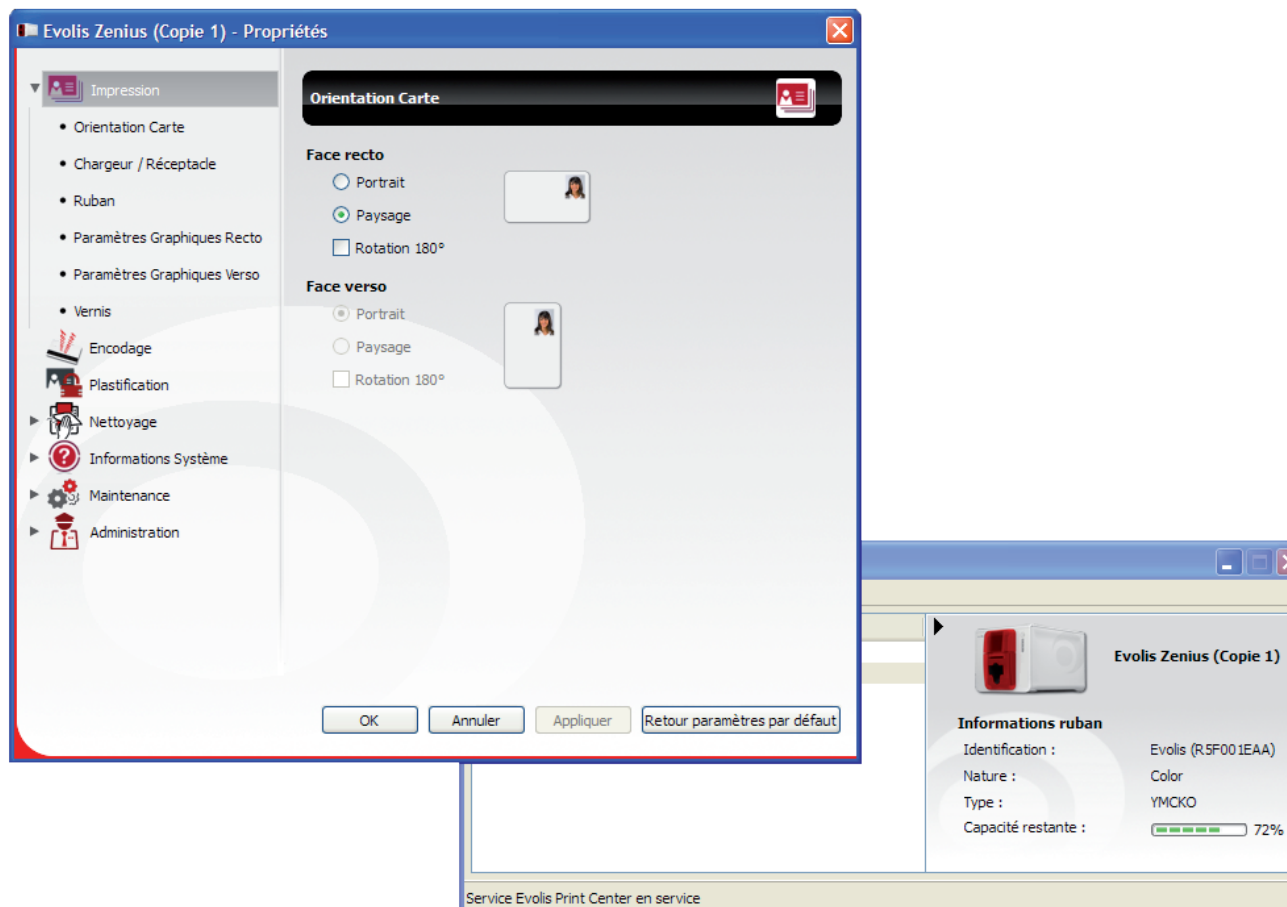 Evolis Zenius (Copie 1) - Propriétés
Impression
Orientation Carte
Chargeur / Réceptacle
Ruban
Paramètres Graphiques Recto
Paramètres Graphiques Verso
Vernis
Encodage
Plastification
Nettoyage
Informations Système
Maintenance
Administration
Orientation Carte
Face recto
Portrait
Paysage
Rotation 180°
Face verso
Portrait
Paysage
Rotation 180°
OK
Annuler
Appliquer
Retour paramètres par défaut
Evolis Zenius (Copie 1)
Informations ruban
Identification : Evolis (R5F001EAA)
Nature : Color
Type : YMCKO
Capacité restante : 72%
Service Evolis Print Center en service